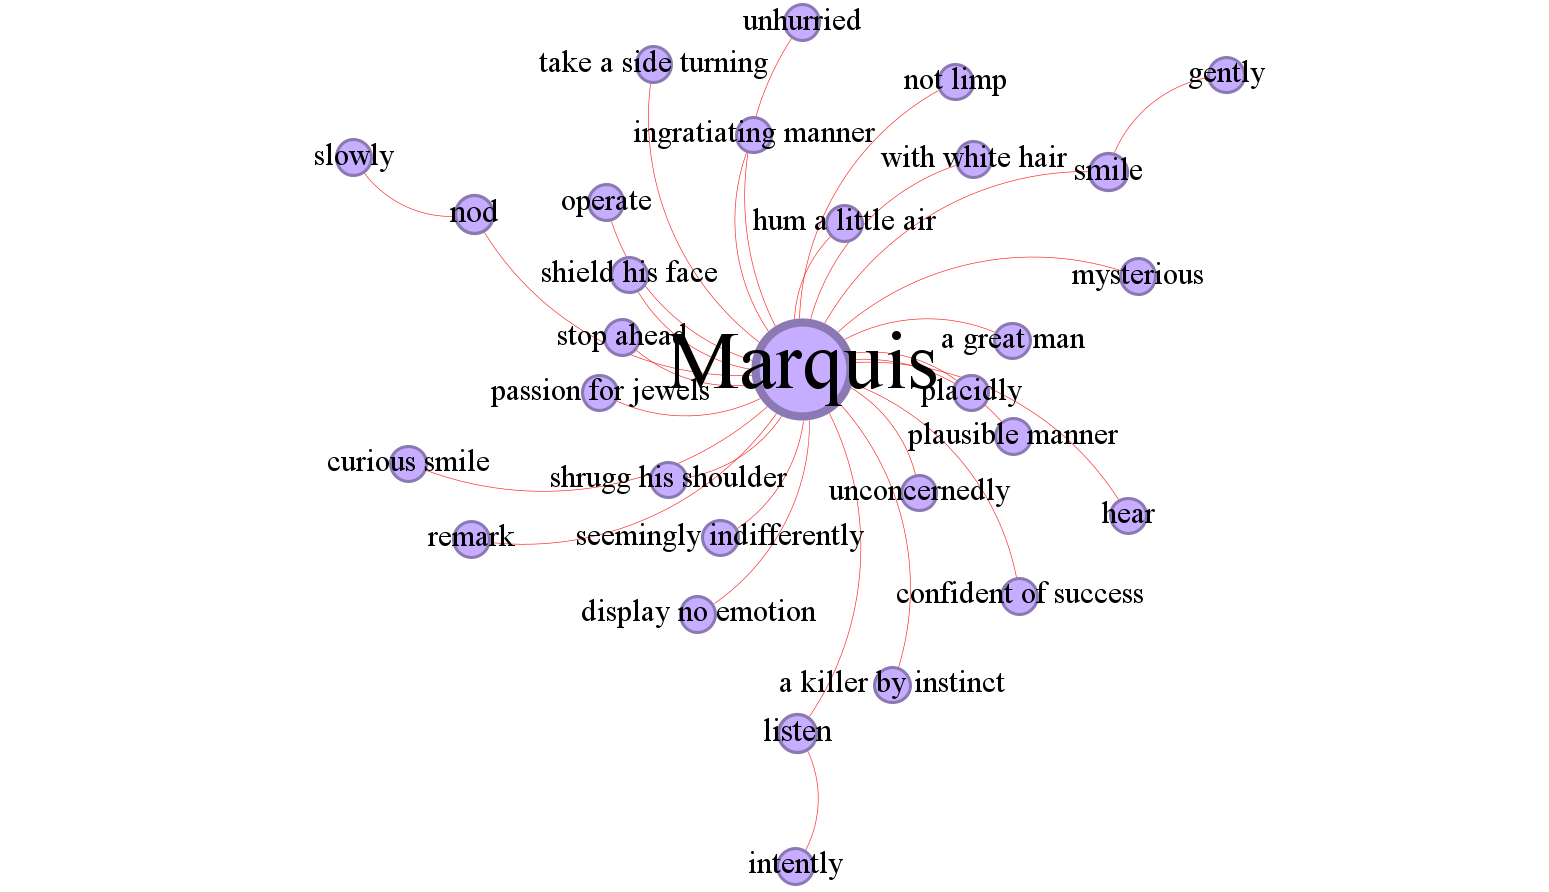 unhurried
take a side turning
not limp
gently
ingratiating manner
slowly
with white hair
smile
operate
nod
hum a little air
shield his face
mysterious
stop ahead
a great man
Marquis
passion for jewels
placidly
plausible manner
curious smile
shrugg his shoulder
unconcernedly
hear
remark
seemingly indifferently
confident of success
display no emotion
a killer by instinct
listen
intently